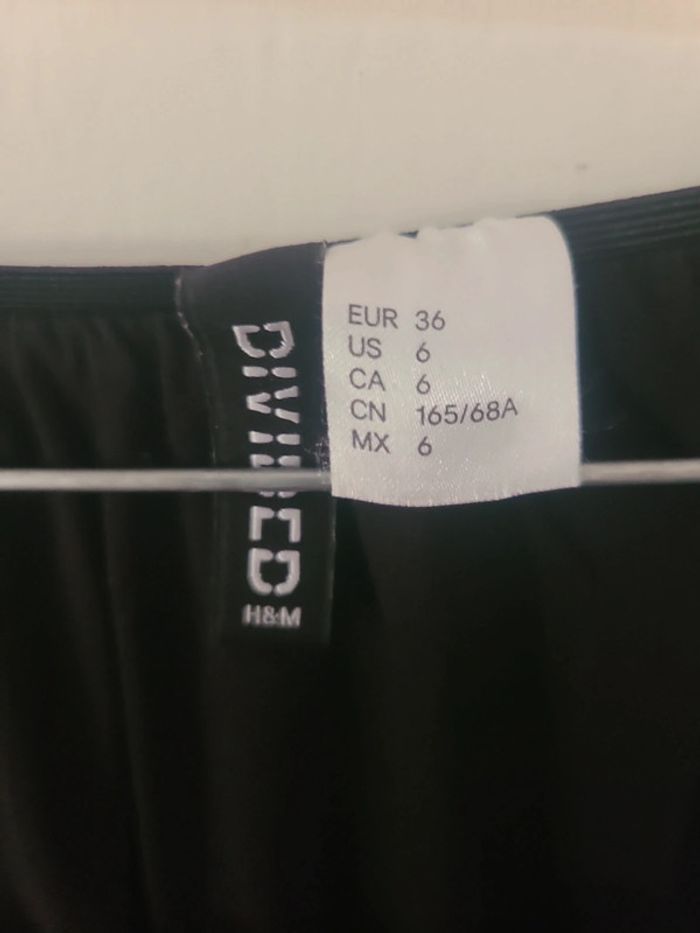 DIVIDED
H&M
EUR 36
US 6
CA 6
CN 165/68A
MX 6